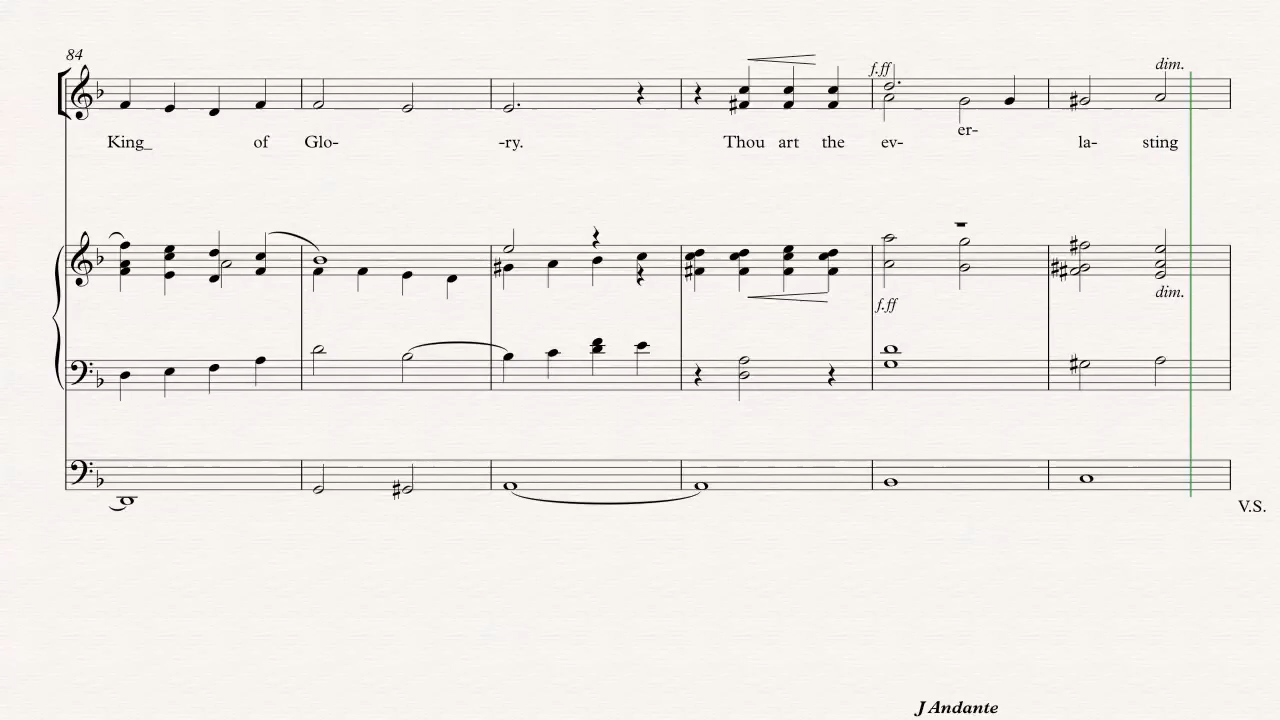 84
f.ff
dim.
King_ of Glo- -ry. Thou art the ev- er- la- sting
f.ff
dim.
V.S.
J Andante